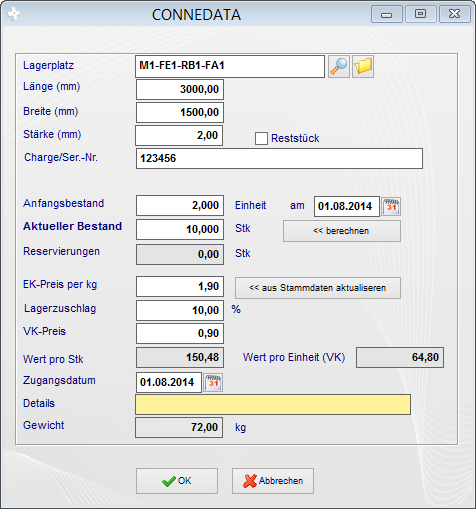 CONNEDATA
Lagerplatz M1-FE1-RB1-FA1
Länge (mm) 3000,00
Breite (mm) 1500,00
Stärke (mm) 2,00 Reststück
Charge/Ser.-Nr. 123456
Anfangsbestand 2,000 Einheit am 01.08.2014 31
Aktueller Bestand 10,000 Stk << berechnen
Reservierungen 0,00 Stk
EK-Preis per kg 1,90 << aus Stammdaten aktualiseren
Lagerzuschlag 10,00 %
VK-Preis 0,90
Wert pro Stk 150,48 Wert pro Einheit (VK) 64,80
Zugangsdatum 01.08.2014 31
Details
Gewicht 72,00 kg
OK Abbrechen